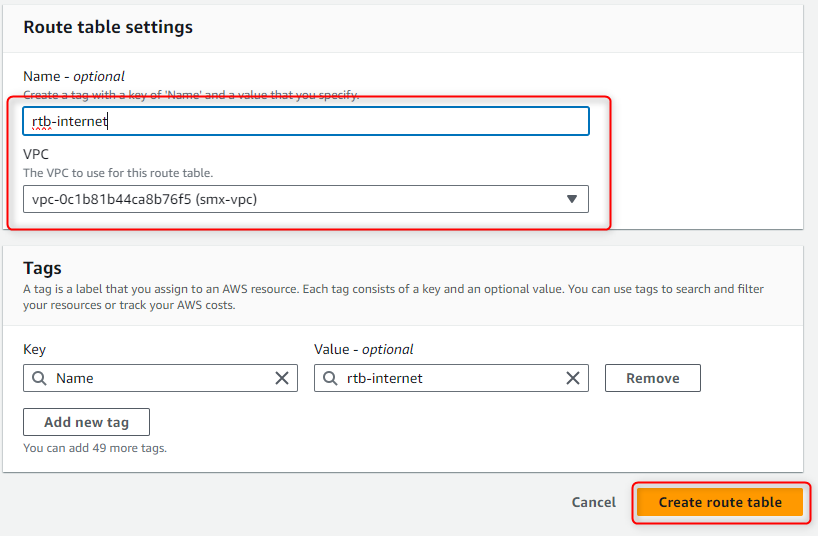 Route table settings
Name - optional
Create a tag with a key of 'Name' and a value that you specify.
rtb-internet
VPC
The VPC to use for this route table.
vpc-0c1b81b44ca8b76f5 (smx-vpc)
Tags
A tag is a label that you assign to an AWS resource. Each tag consists of a key and an optional value. You can use tags to search and filter
your resources or track your AWS costs.
Key
Value - optional
Name
rtb-internet
Remove
Add new tag
You can add 49 more tags.
Cancel
Create route table